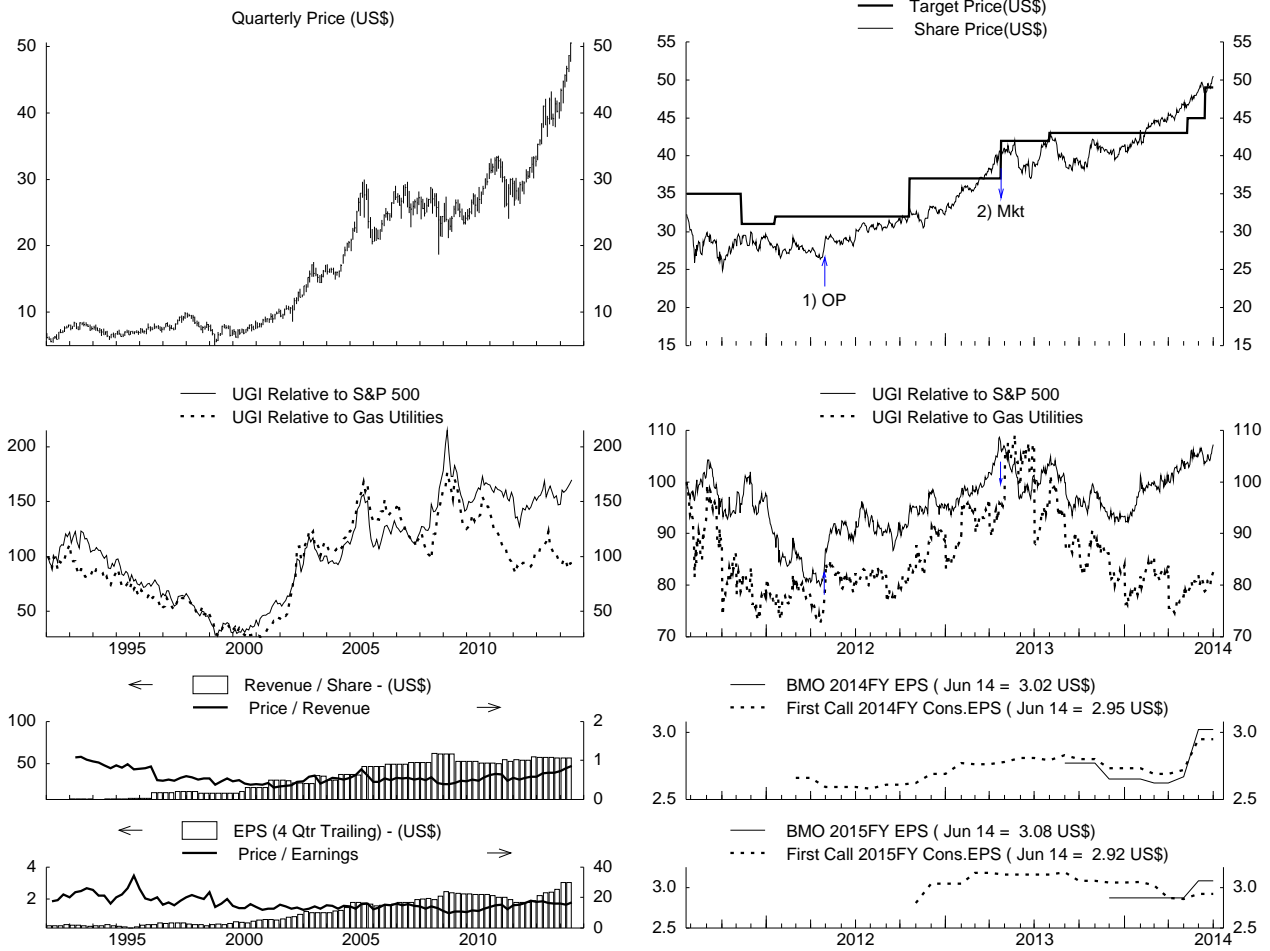 Quarterly Price (US$)
50 50
40 40
30 30
20 20
10 10
Target Price(US$)
Share Price(US$)
55 55
50 50
45 45
40 40
35 35
30 30
25 25
20 20
15 15
2) Mkt
1) OP
UGI Relative to S&P 500
UGI Relative to Gas Utilities
200 200
150 150
100 100
50 50
1995 2000 2005 2010
UGI Relative to S&P 500
UGI Relative to Gas Utilities
110 110
100 100
90 90
80 80
70 70
2012 2013 2014
Revenue / Share - (US$)
Price / Revenue
100 2
50 1
0
BMO 2014FY EPS ( Jun 14 = 3.02 US$)
First Call 2014FY Cons.EPS ( Jun 14 = 2.95 US$)
3.0 3.0
2.5 2.5
EPS (4 Qtr Trailing) - (US$)
Price / Earnings
4 40
2 20
0
1995 2000 2005 2010
BMO 2015FY EPS ( Jun 14 = 3.08 US$)
First Call 2015FY Cons.EPS ( Jun 14 = 2.92 US$)
3.0 3.0
2.5 2.5
2012 2013 2014